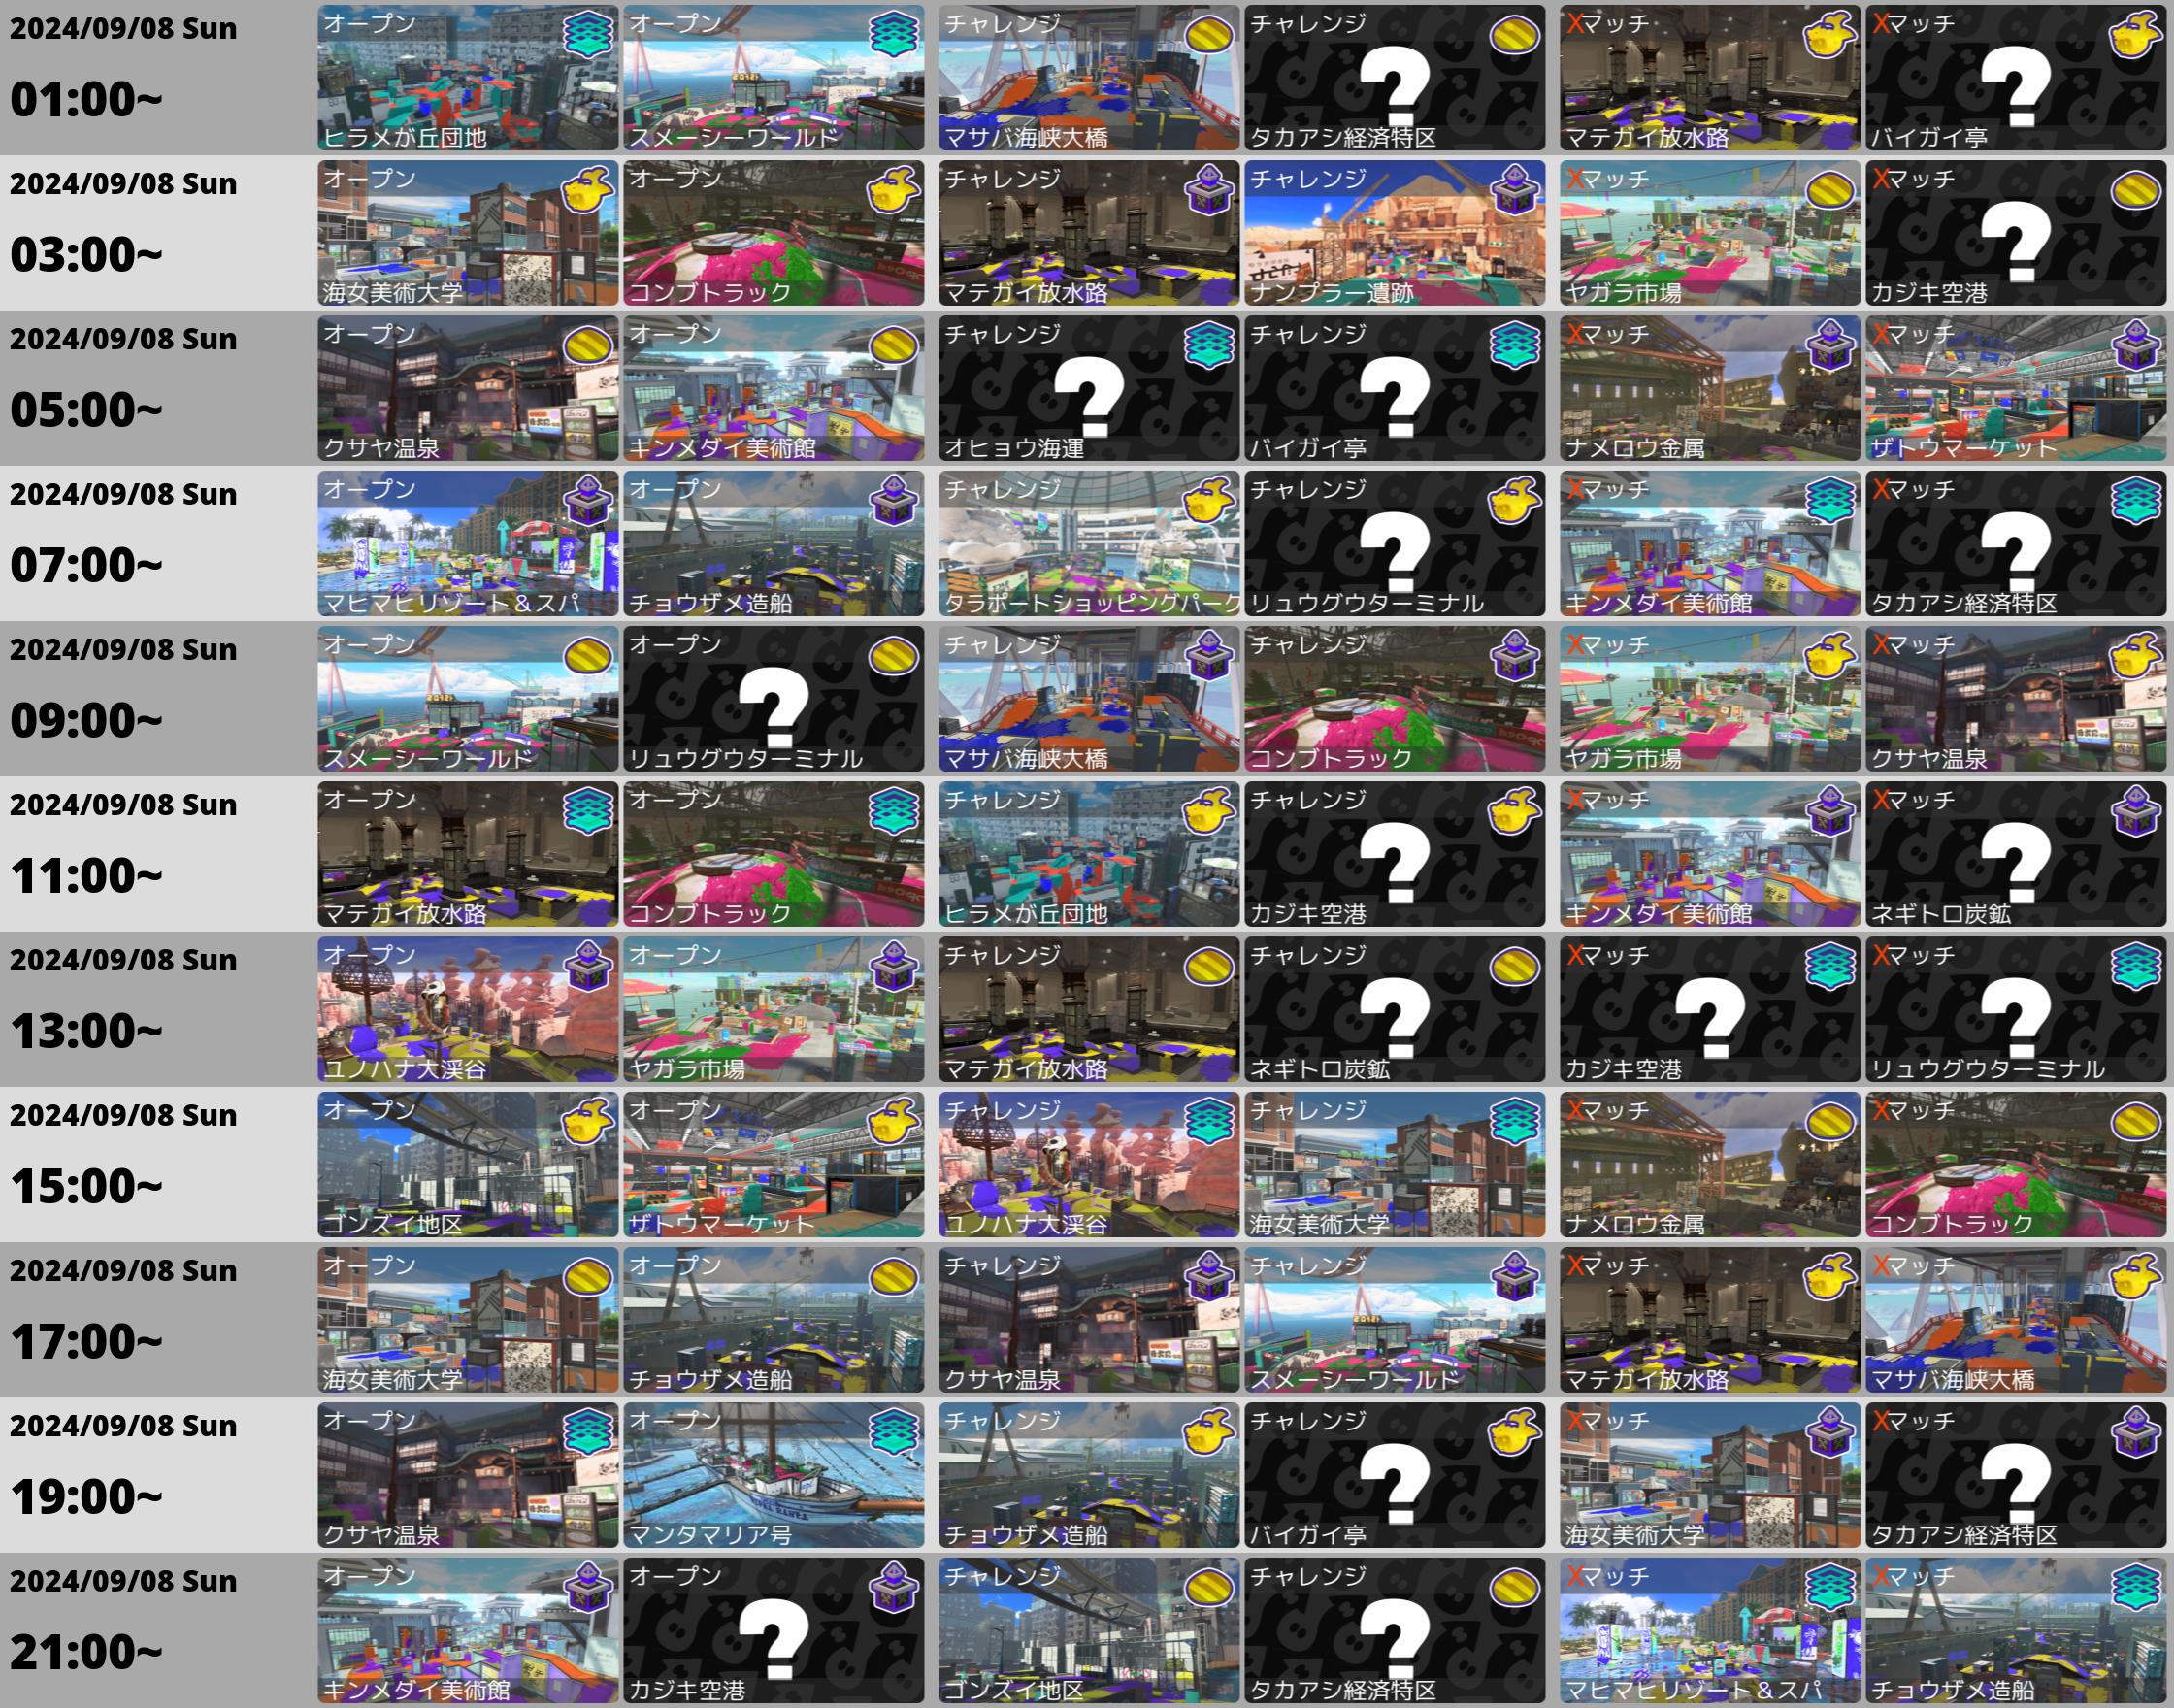 2024/09/08 Sun
01:00~
オープン
ヒラメが丘団地
オープン
スメーシーワールド
チャレンジ
マサバ海峡大橋
チャレンジ
タカアシ経済特区
Xマッチ
マテガイ放水路
Xマッチ
バイガイ亭
2024/09/08 Sun
03:00~
オープン
海女美術大学
オープン
コンブトラック
チャレンジ
マテガイ放水路
チャレンジ
ナンプラー遺跡
Xマッチ
ヤガラ市場
Xマッチ
カジキ空港
2024/09/08 Sun
05:00~
オープン
クサヤ温泉
オープン
キンメダイ美術館
チャレンジ
オヒョウ海運
チャレンジ
バイガイ亭
Xマッチ
ナメロウ金属
Xマッチ
ザトウマーケット
2024/09/08 Sun
07:00~
オープン
マヒマヒリゾート＆スパ
オープン
チョウザメ造船
チャレンジ
タラポートショッピングパーク
チャレンジ
リュウグウターミナル
Xマッチ
キンメダイ美術館
Xマッチ
タカアシ経済特区
2024/09/08 Sun
09:00~
オープン
スメーシーワールド
オープン
リュウグウターミナル
チャレンジ
マサバ海峡大橋
チャレンジ
コンブトラック
Xマッチ
ヤガラ市場
Xマッチ
クサヤ温泉
2024/09/08 Sun
11:00~
オープン
マテガイ放水路
オープン
コンブトラック
チャレンジ
ヒラメが丘団地
チャレンジ
カジキ空港
Xマッチ
キンメダイ美術館
Xマッチ
ネギトロ炭鉱
2024/09/08 Sun
13:00~
オープン
ユノハナ大渓谷
オープン
ヤガラ市場
チャレンジ
マテガイ放水路
チャレンジ
ネギトロ炭鉱
Xマッチ
カジキ空港
Xマッチ
リュウグウターミナル
2024/09/08 Sun
15:00~
オープン
ゴンズイ地区
オープン
ザトウマーケット
チャレンジ
ユノハナ大渓谷
チャレンジ
海女美術大学
Xマッチ
ナメロウ金属
Xマッチ
コンブトラック
2024/09/08 Sun
17:00~
オープン
海女美術大学
オープン
チョウザメ造船
チャレンジ
クサヤ温泉
チャレンジ
スメーシーワールド
Xマッチ
マテガイ放水路
Xマッチ
マサバ海峡大橋
2024/09/08 Sun
19:00~
オープン
クサヤ温泉
オープン
マンタマリア号
チャレンジ
チョウザメ造船
チャレンジ
バイガイ亭
Xマッチ
海女美術大学
Xマッチ
タカアシ経済特区
2024/09/08 Sun
21:00~
オープン
キンメダイ美術館
オープン
カジキ空港
チャレンジ
ゴンズイ地区
チャレンジ
タカアシ経済特区
Xマッチ
マヒマヒリゾート＆スパ
Xマッチ
チョウザメ造船